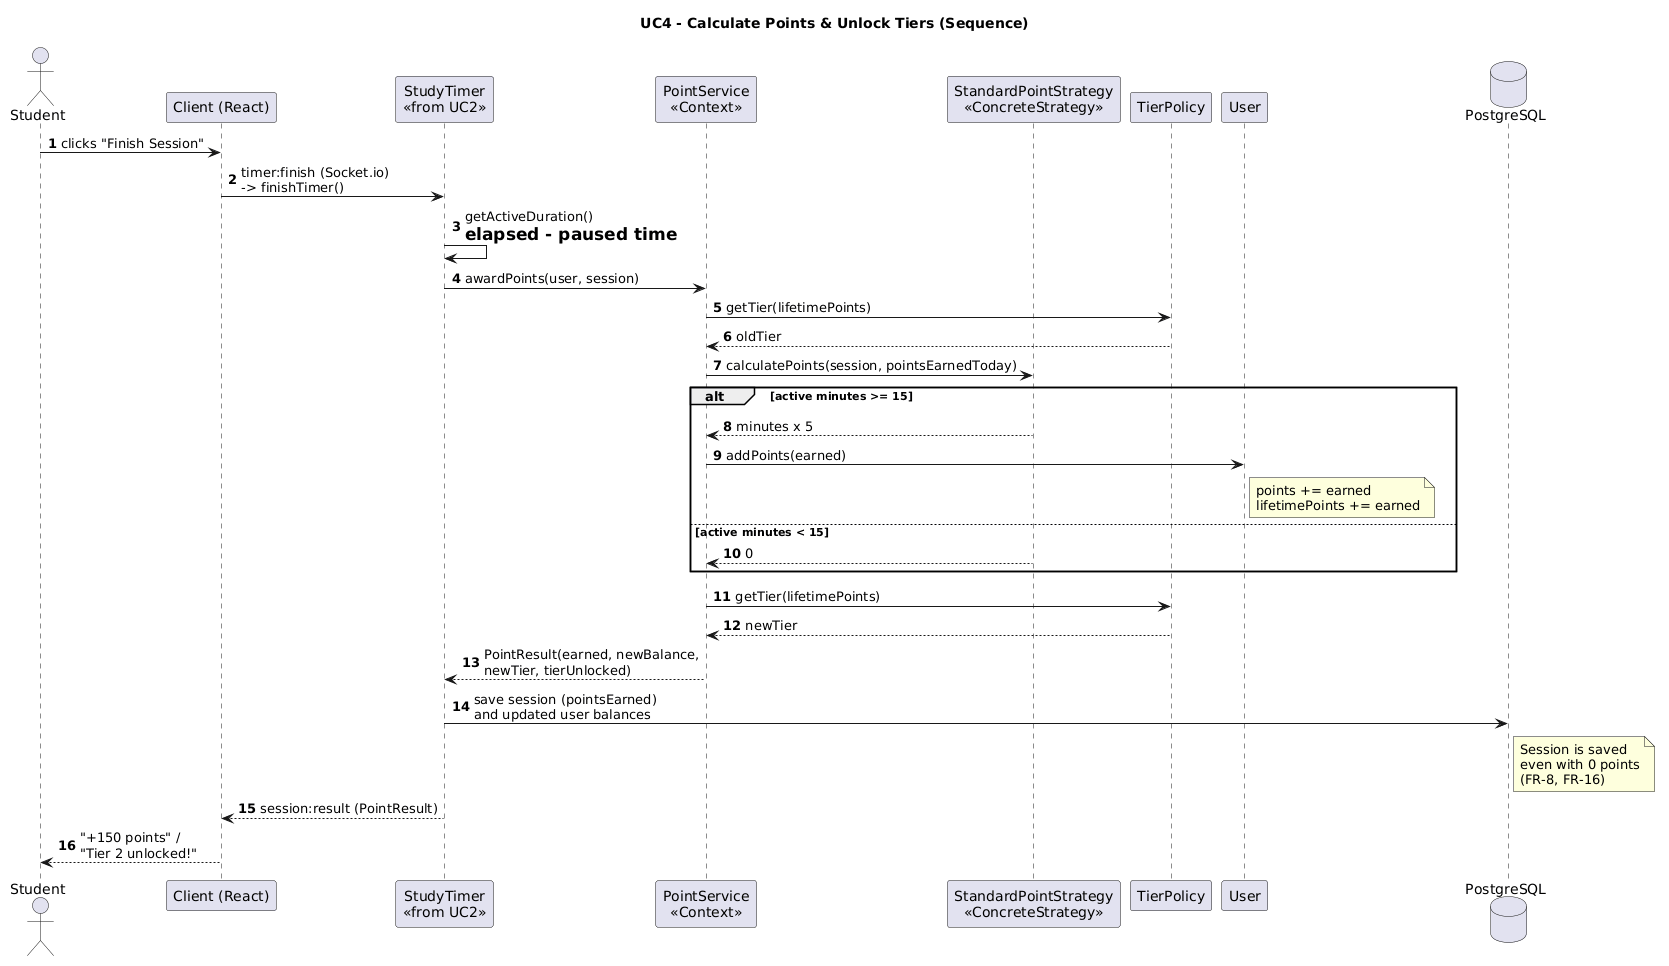 UC4 - Calculate Points & Unlock Tiers (Sequence)
Student
Client (React)
StudyTimer
«from UC2»
PointService
«Context»
StandardPointStrategy
«ConcreteStrategy»
TierPolicy
User
PostgreSQL
1 clicks "Finish Session"
2 timer:finish (Socket.io)
-> finishTimer()
3 getActiveDuration()
elapsed - paused time
4 awardPoints(user, session)
5 getTier(lifetimePoints)
6 oldTier
7 calculatePoints(session, pointsEarnedToday)
alt [active minutes >= 15]
8 minutes x 5
9 addPoints(earned)
points += earned
lifetimePoints += earned
[active minutes < 15]
10 0
11 getTier(lifetimePoints)
12 newTier
13 PointResult(earned, newBalance,
newTier, tierUnlocked)
14 save session (pointsEarned)
and updated user balances
Session is saved
even with 0 points
(FR-8, FR-16)
15 session:result (PointResult)
16 "+150 points" /
"Tier 2 unlocked!"
Student
Client (React)
StudyTimer
«from UC2»
PointService
«Context»
StandardPointStrategy
«ConcreteStrategy»
TierPolicy
User
PostgreSQL